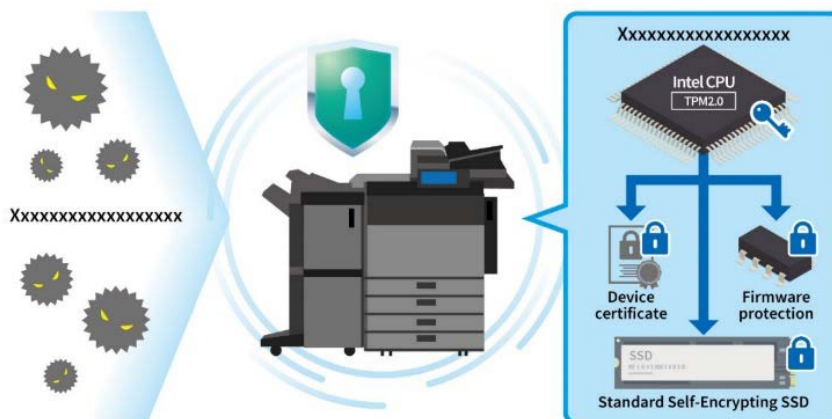 Xxxxxxxxxxxxxxxxxx
Xxxxxxxxxxxxxxxxxx
Intel CPU
TPM2.0
Device
certificate
Firmware
protection
SSD
Standard Self-Encrypting SSD